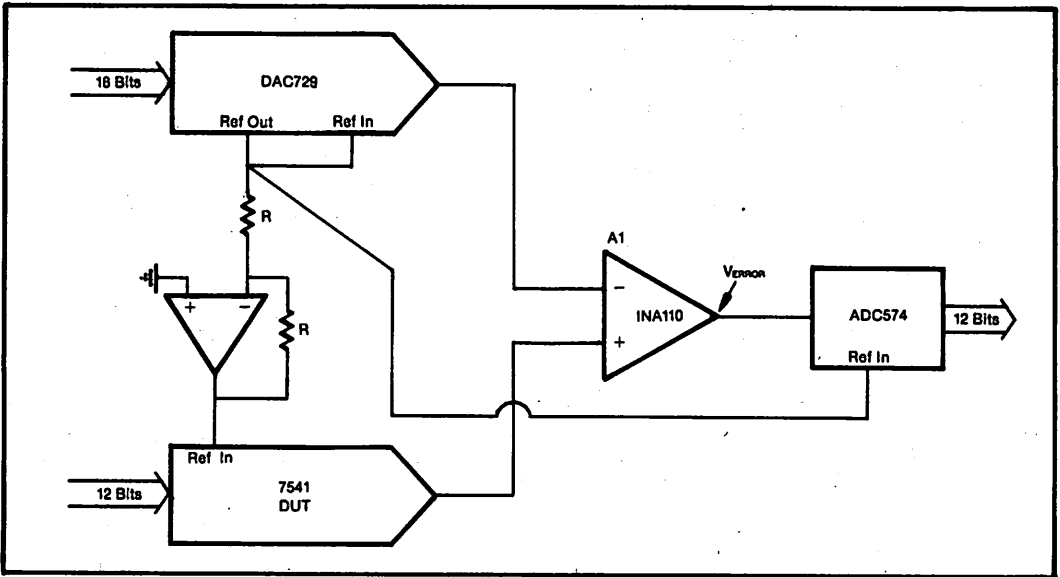 18 Bits
DAC729
Ref Out
Ref In
R
+
−
R
A1
−
INA110
+
VERROR
ADC574
Ref In
12 Bits
Ref In
12 Bits
7541
DUT